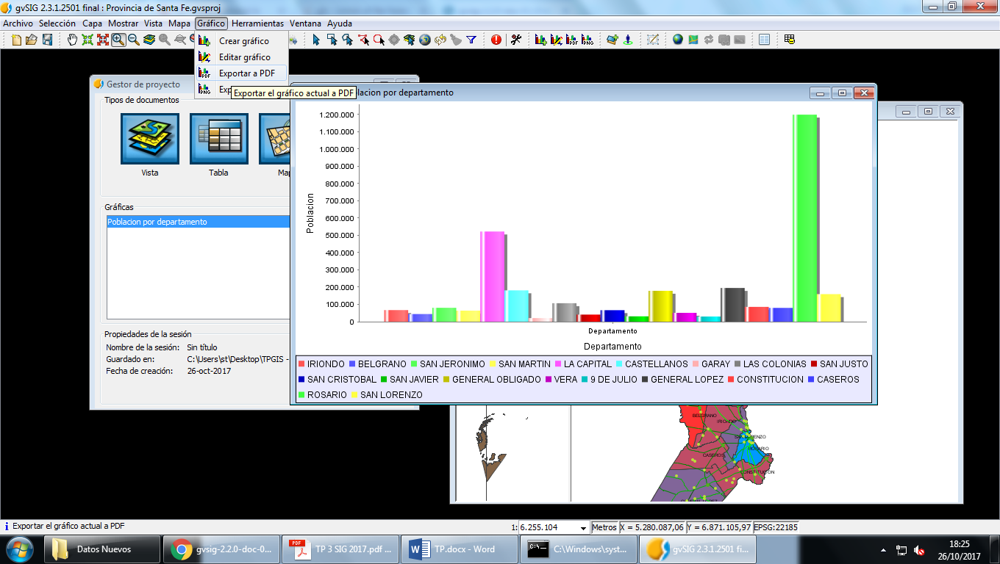 gvSIG 2.3.1.2501 final : Provincia de Santa Fe.gvsproj
Archivo Selección Capa Mostrar Vista Mapa Gráfico Herramientas Ventana Ayuda
Crear gráfico
Editar gráfico
PDF Exportar a PDF
PNG
Exportar el gráfico actual a PDF
PDF PNG
Gestor de proyecto
Tipos de documentos
Vista
Tabla
Gráficas
Poblacion por departamento
Propiedades de la sesión
Nombre de la sesión: Sin título
Guardado en: C:\Users\st\Desktop\TPGIS -
Fecha de creación: 26-oct-2017
lacion por departamento
1.200.000
1.100.000
1.000.000
900.000
800.000
700.000
600.000
500.000
400.000
300.000
200.000
100.000
0
Poblacion
Departamento
Departamento
IRIONDO BELGRANO SAN JERONIMO SAN MARTIN LA CAPITAL CASTELLANOS GARAY LAS COLONIAS SAN JUSTO
SAN CRISTOBAL SAN JAVIER GENERAL OBLIGADO VERA 9 DE JULIO GENERAL LOPEZ CONSTITUCION CASEROS
ROSARIO SAN LORENZO
BELGRANO
IRIONDO
ROSARIO
CASEROS
CONSTITUCION
Exportar el gráfico actual a PDF
1: 6.255.104 Metros X = 5.280.087,06 Y = 6.871.105,97 EPSG:22185
Datos Nuevos
gvsig-2.2.0-doc-0...
PDF TP 3 SIG 2017.pdf ...
TP.docx - Word
C:\Windows\syst...
gvSIG 2.3.1.2501 fi...
18:25
26/10/2017